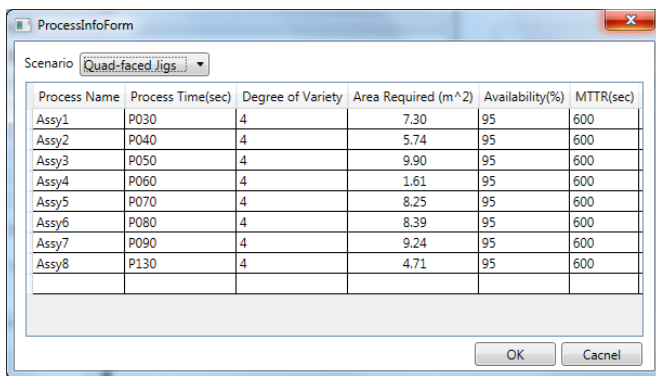 ProcessInfoForm
Scenario Quad-faced Jigs
Process Name Process Time(sec) Degree of Variety Area Required (m^2) Availability(%) MTTR(sec)
Assy1 P030 4 7.30 95 600
Assy2 P040 4 5.74 95 600
Assy3 P050 4 9.90 95 600
Assy4 P060 4 1.61 95 600
Assy5 P070 4 8.25 95 600
Assy6 P080 4 8.39 95 600
Assy7 P090 4 9.24 95 600
Assy8 P130 4 4.71 95 600
OK Cacnel